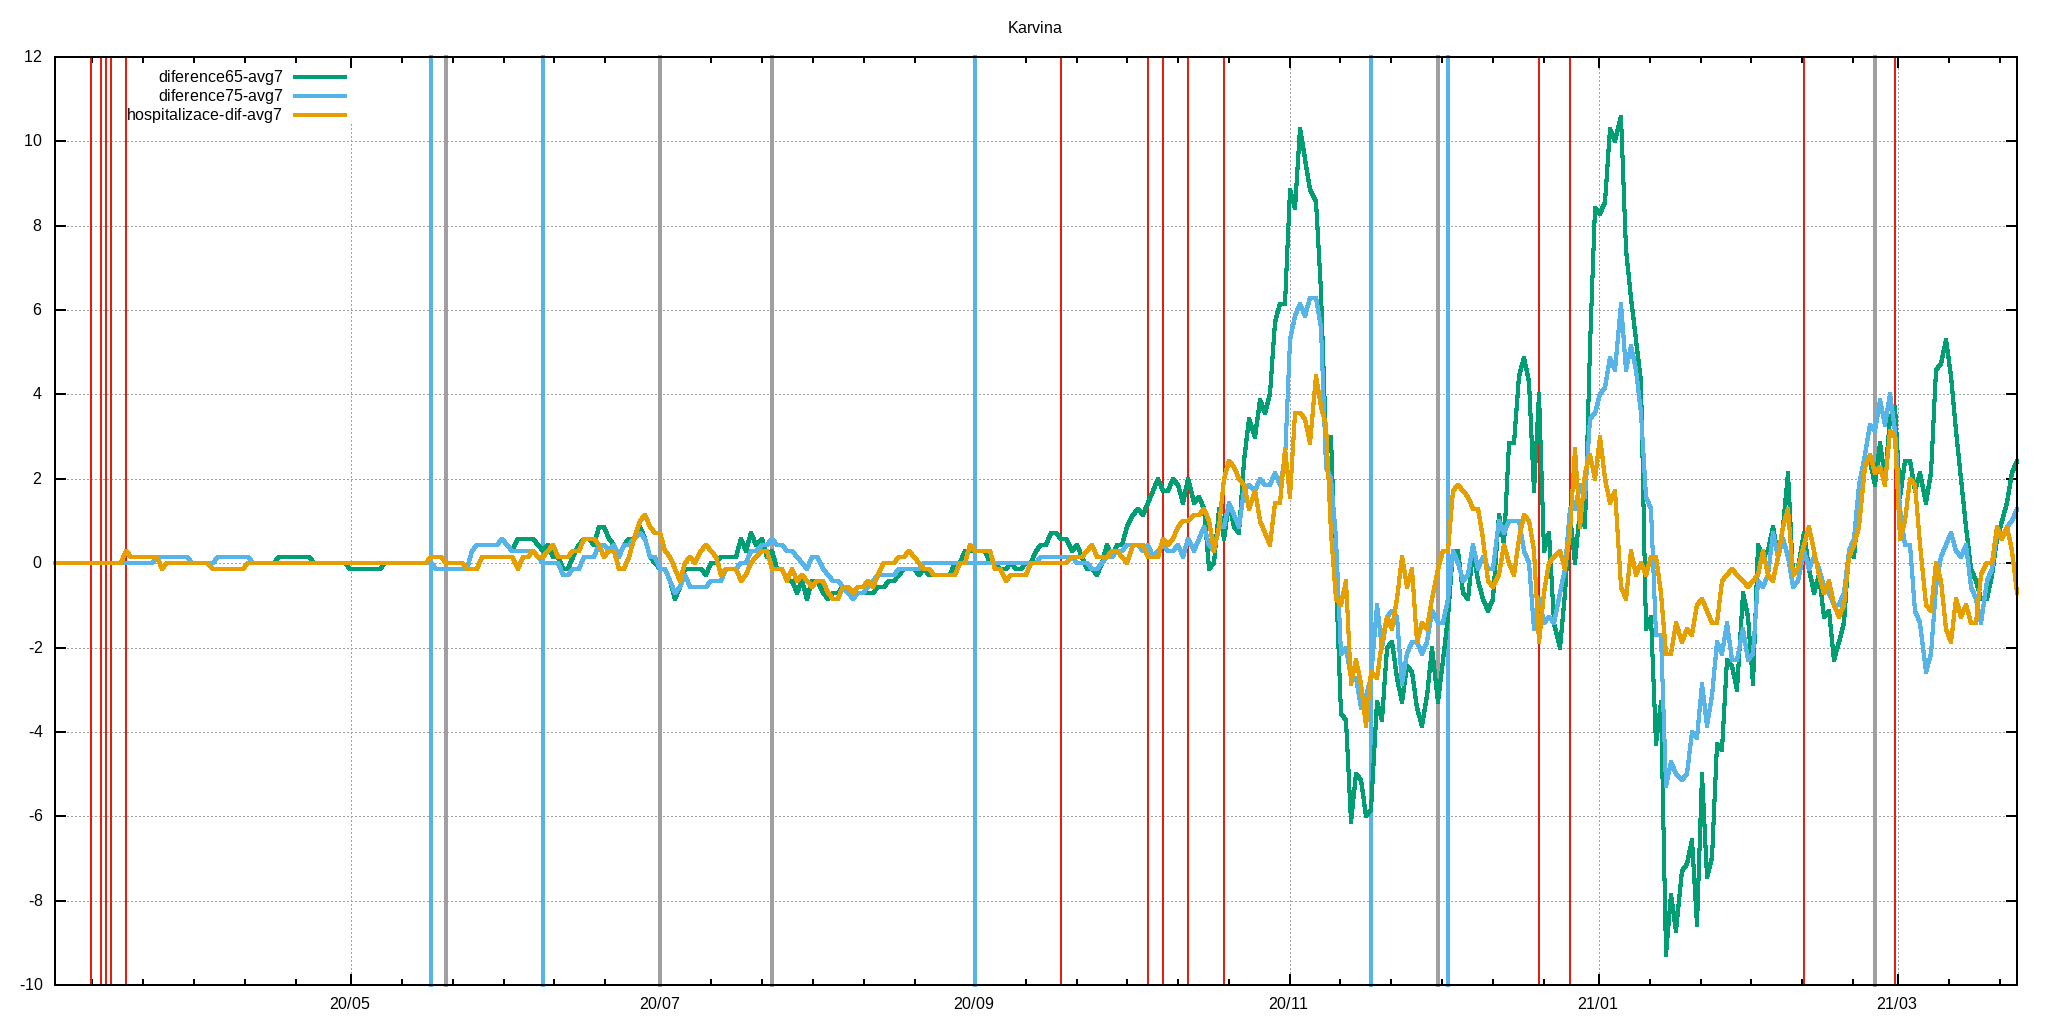 Karvina
diference65-avg7
diference75-avg7
hospitalizace-dif-avg7
12
10
8
6
4
2
0
-2
-4
-6
-8
-10
20/05 20/07 20/09 20/11 21/01 21/03